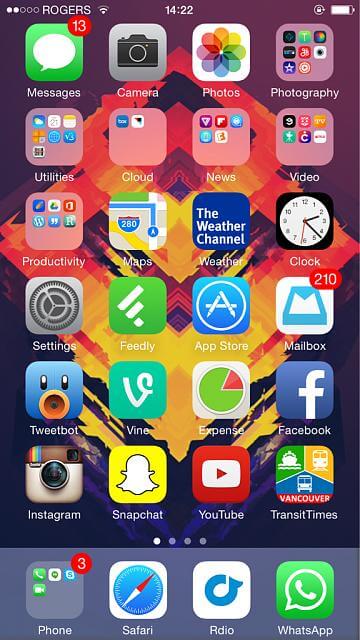 ROGERS 14:22
13
Messages Camera Photos Photography
Utilities Cloud News Video
280
The
Weather
Channel
Productivity Maps Weather Clock
210
Settings Feedly App Store Mailbox
Tweetbot Vine Expense Facebook
VANCOUVER
Instagram Snapchat YouTube TransitTimes
3
Phone Safari Rdio WhatsApp